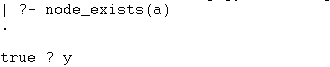 | ?- node_exists(a)
.
true ? y